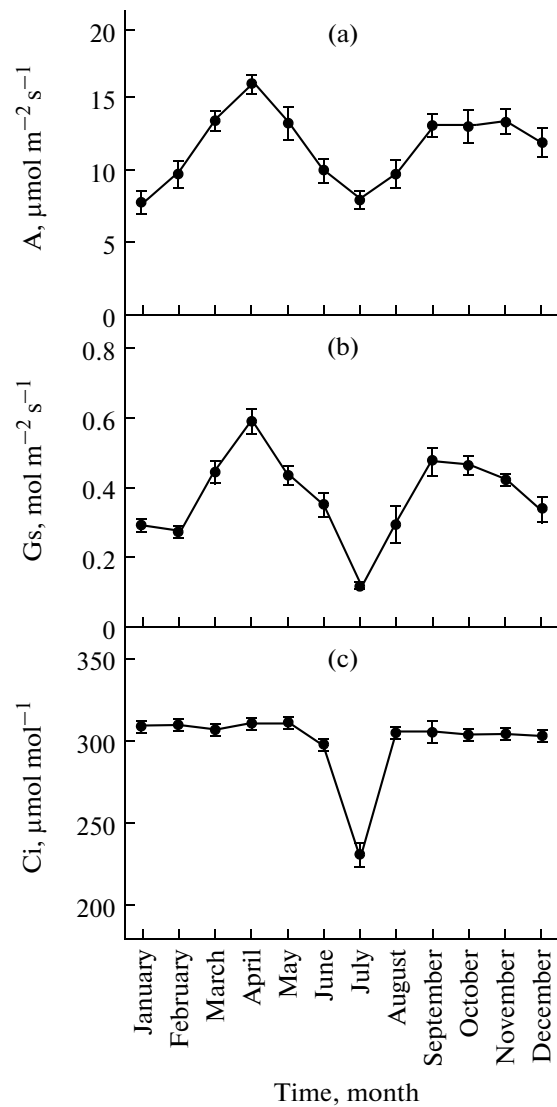 (a)
A, µmol m⁻² s⁻¹
20
15
10
5
0
(b)
Gs, mol m⁻² s⁻¹
0.8
0.6
0.4
0.2
0
(c)
Ci, µmol mol⁻¹
350
300
250
200
January
February
March
April
May
June
July
August
September
October
November
December
Time, month